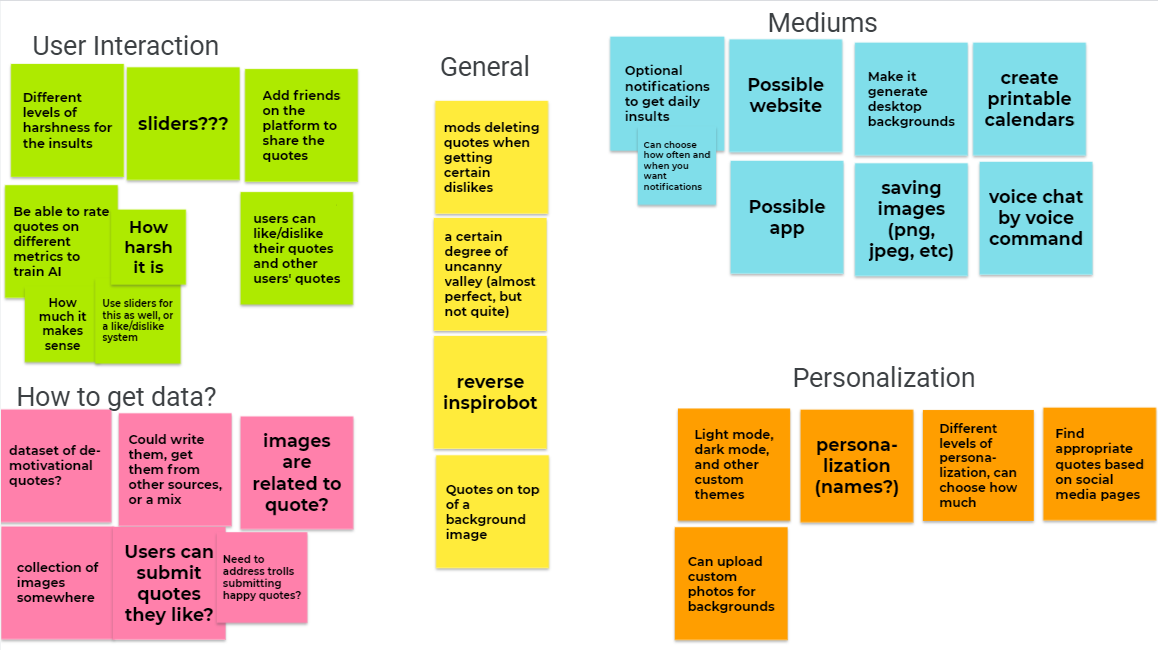 User Interaction
Different
levels of
harshness for
the insults
sliders???
Add friends
on the
platform to
share the
quotes
Be able to rate
quotes on
different
metrics to
train AI
How
harsh
it is
How
much it
makes
sense
Use sliders for
this as well, or
a like/dislike
system
users can
like/dislike
their quotes
and other
users' quotes
How to get data?
dataset of de-
motivational
quotes?
Could write
them, get
them from
other sources,
or a mix
images
are
related to
quote?
collection of
images
somewhere
Users can
submit
quotes
they like?
Need to
address trolls
submitting
happy quotes?
General
mods deleting
quotes when
getting
certain
dislikes
a certain
degree of
uncanny
valley (almost
perfect, but
not quite)
reverse
inspirobot
Quotes on top
of a
background
image
Mediums
Optional
notifications
to get daily
insults
Can choose
how often and
when you
want
notifications
Possible
website
Make it
generate
desktop
backgrounds
create
printable
calendars
Possible
app
saving
images
(png,
jpeg, etc)
voice chat
by voice
command
Personalization
Light mode,
dark mode,
and other
custom
themes
persona-
lization
(names?)
Different
levels of
persona-
lization, can
choose how
much
Find
appropriate
quotes based
on social
media pages
Can upload
custom
photos for
backgrounds